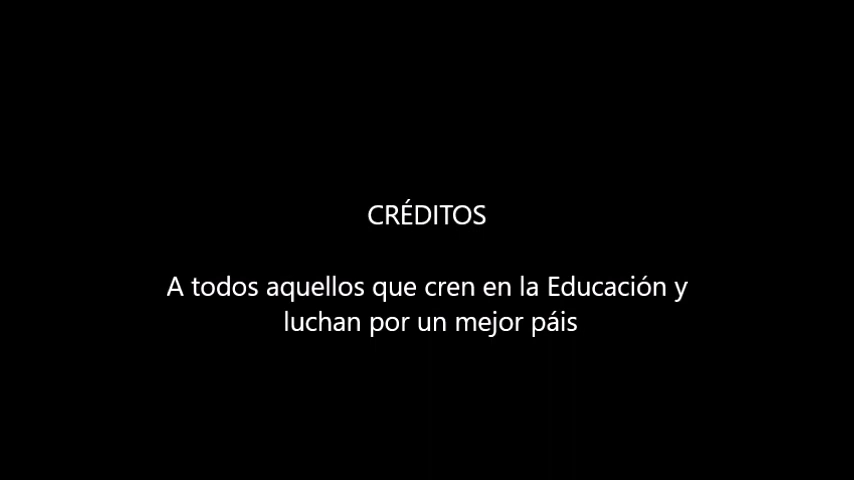 CRÉDITOS
A todos aquellos que cren en la Educación y
luchan por un mejor páis